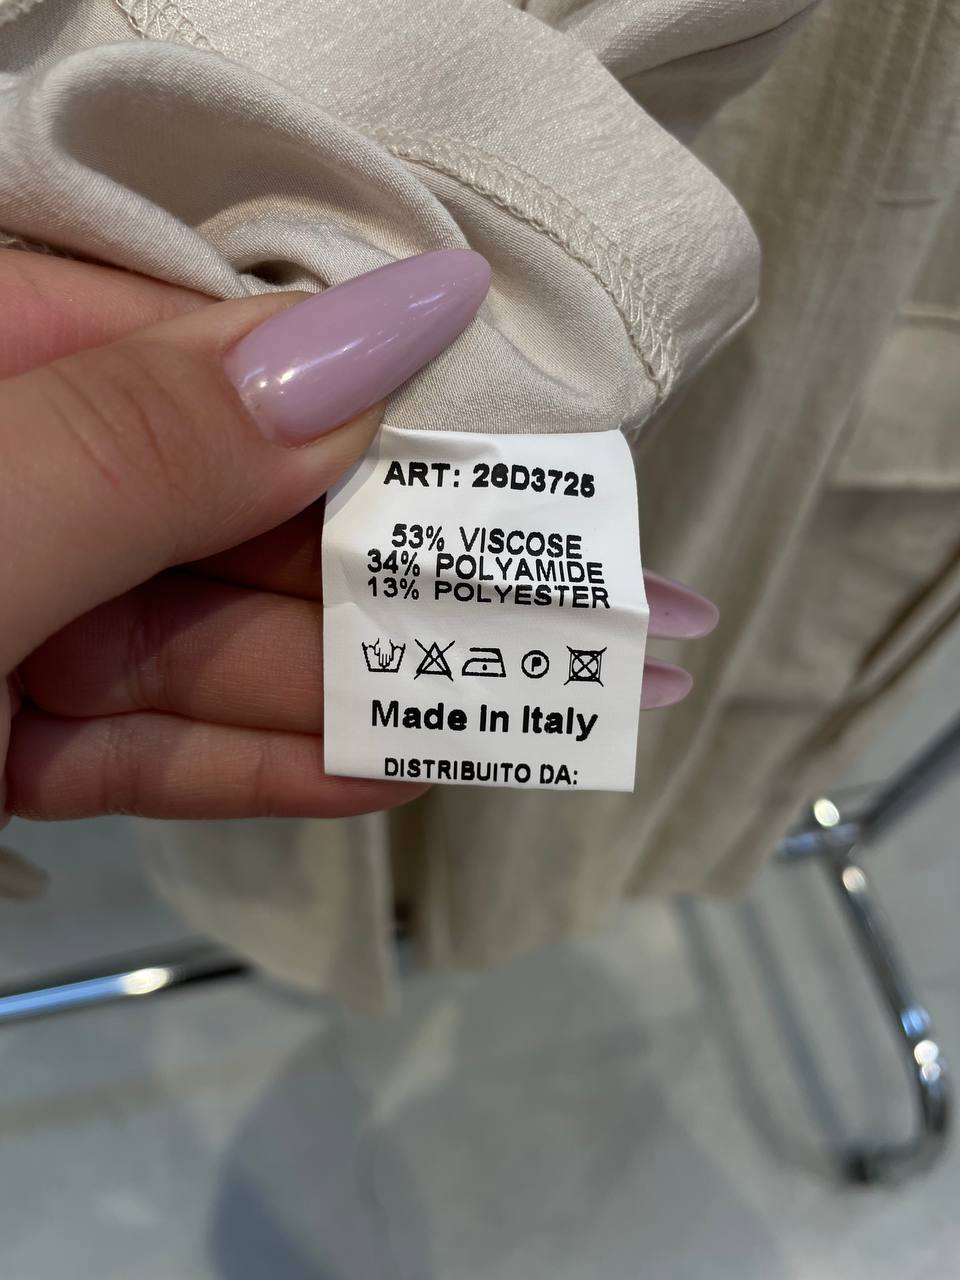 ART: 26D3725
53% VISCOSE
34% POLYAMIDE
13% POLYESTER
P
Made In Italy
DISTRIBUITO DA: